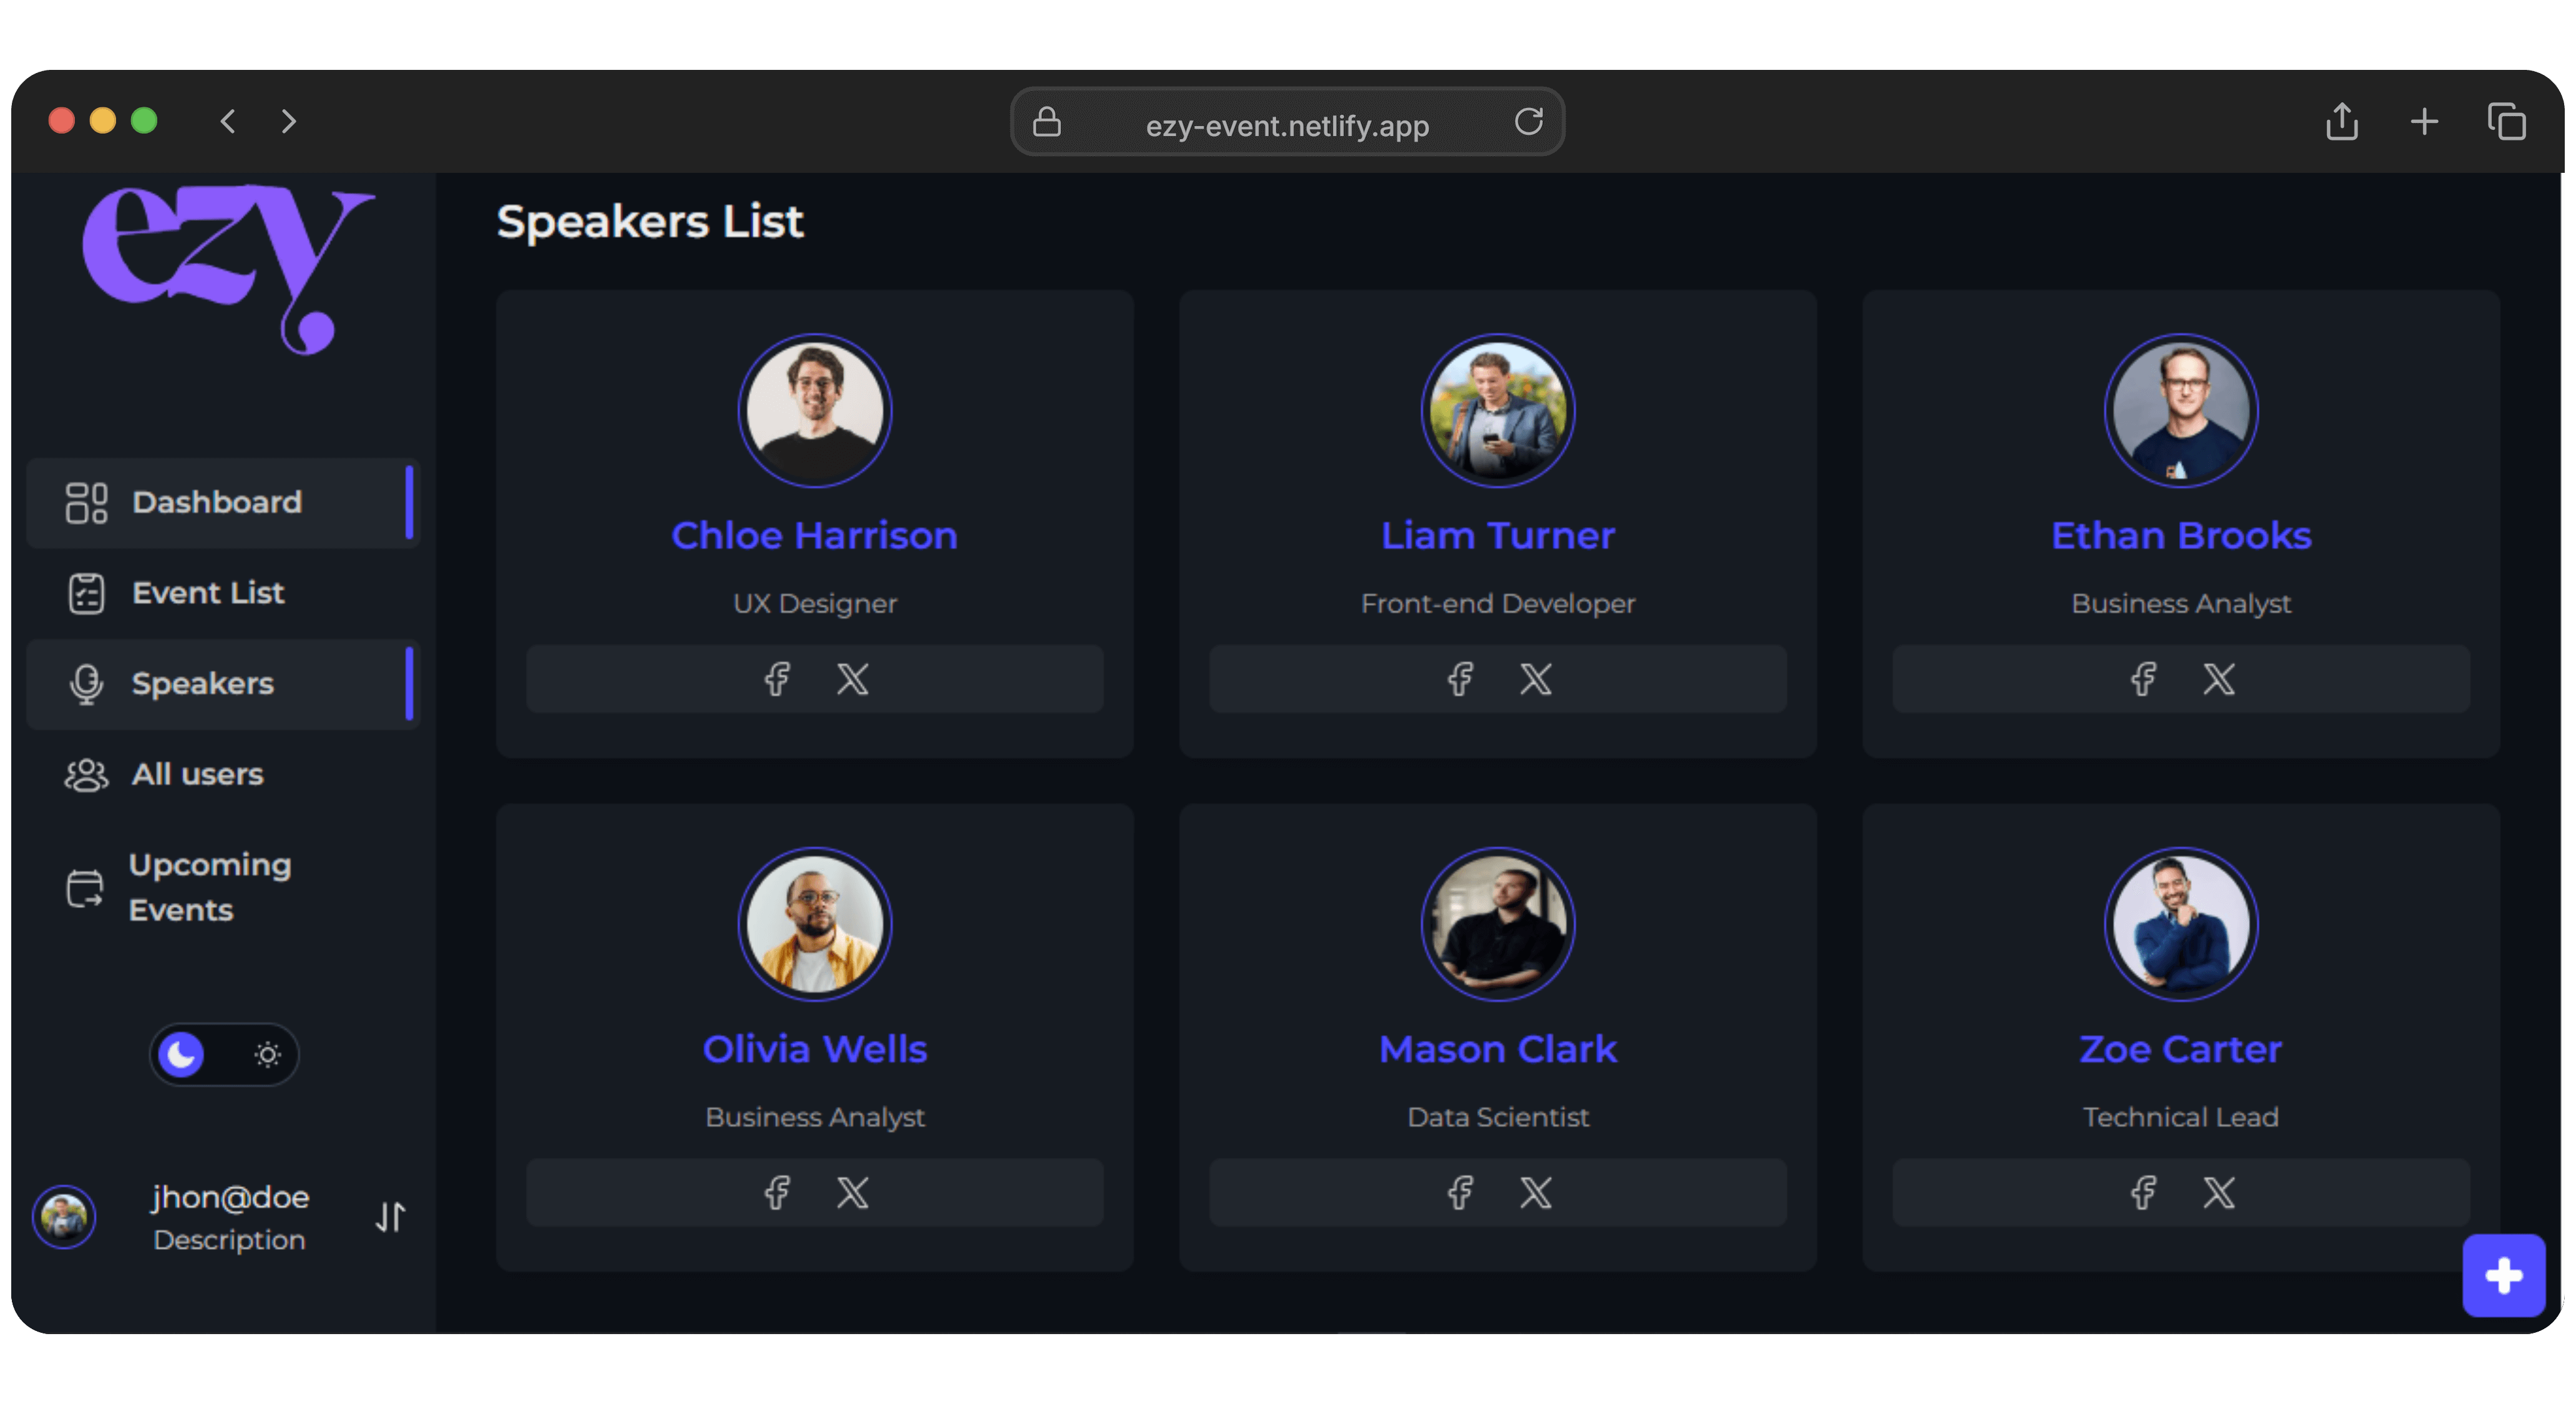 ezy-event.netlify.app
ezy
Dashboard
Event List
Speakers
All users
Upcoming
Events
jhon@doe
Description
Speakers List
Chloe Harrison
UX Designer
Liam Turner
Front-end Developer
Ethan Brooks
Business Analyst
Olivia Wells
Business Analyst
Mason Clark
Data Scientist
Zoe Carter
Technical Lead